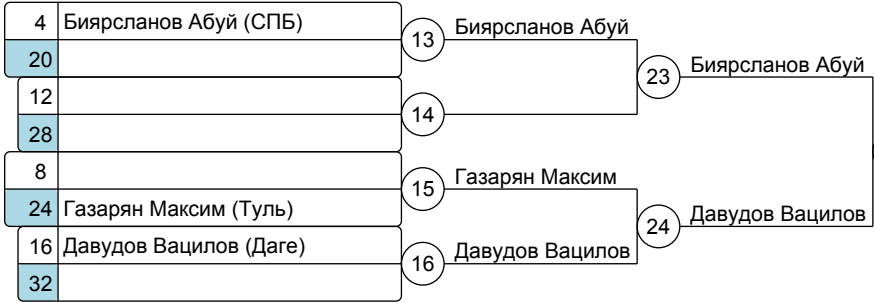 4 Биярсланов Абуй (СПБ)
20
13 Биярсланов Абуй
12
28
14
23 Биярсланов Абуй
8
24 Газарян Максим (Туль)
15 Газарян Максим
16 Давудов Вацилов (Даге)
32
16 Давудов Вацилов
24 Давудов Вацилов